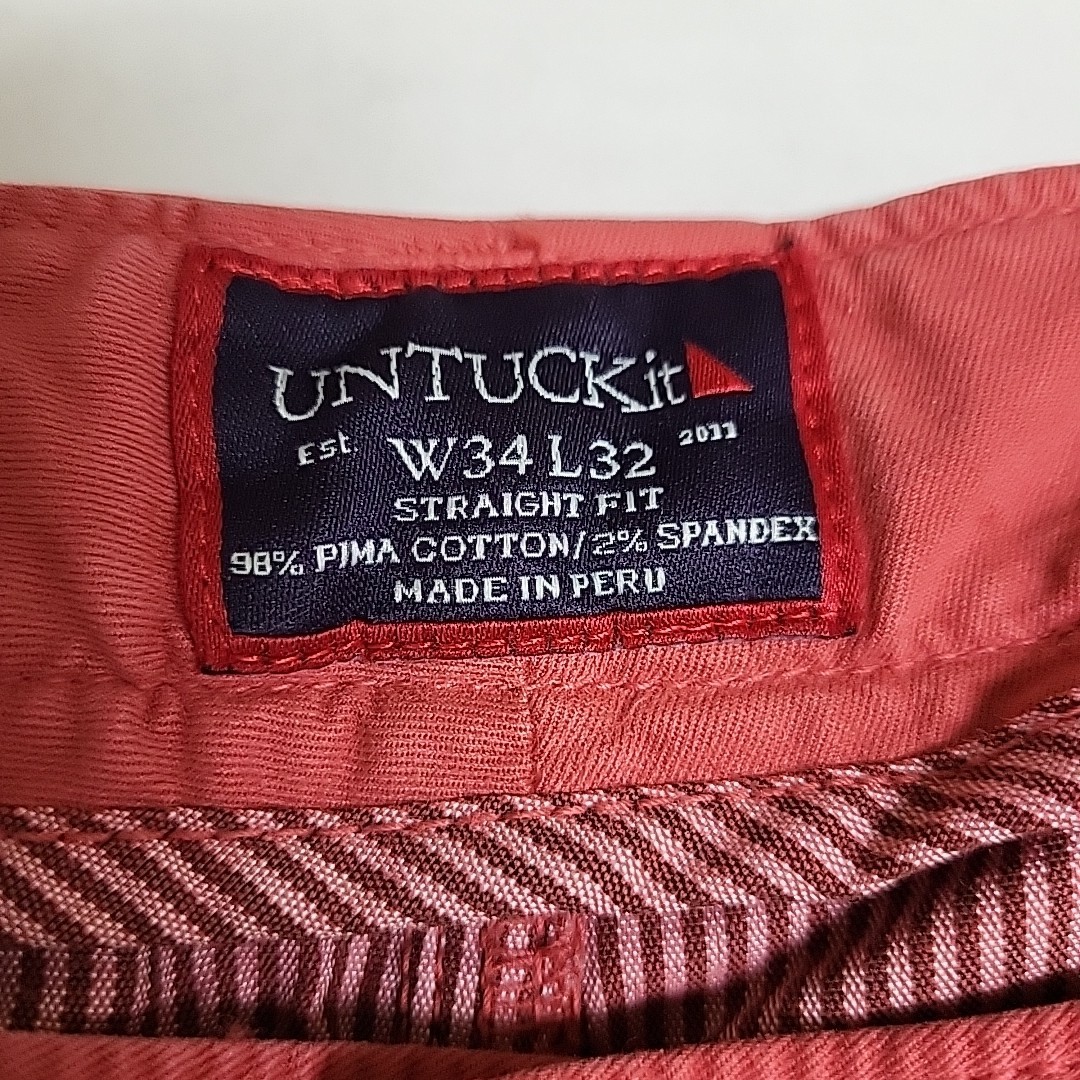 UNTUCKit
Est. 2011
W34 L32
STRAIGHT FIT
98% PIMA COTTON/2% SPANDEX
MADE IN PERU